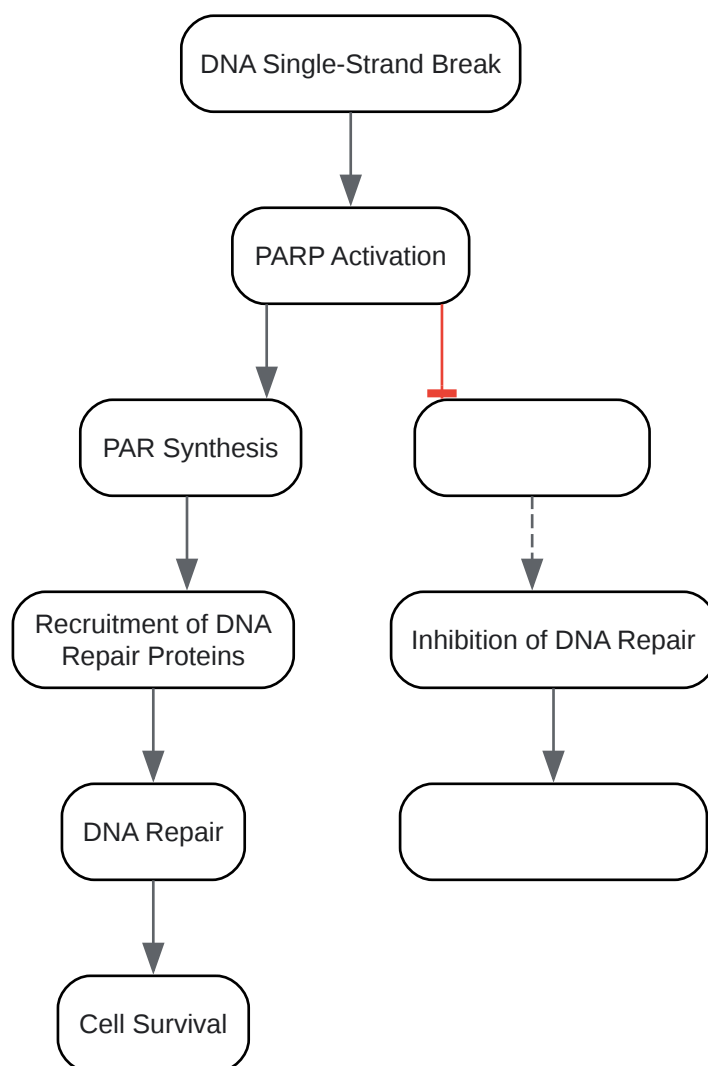 DNA Single-Strand Break
PARP Activation
PAR Synthesis
Recruitment of DNA
Repair Proteins
Inhibition of DNA Repair
DNA Repair
Cell Survival